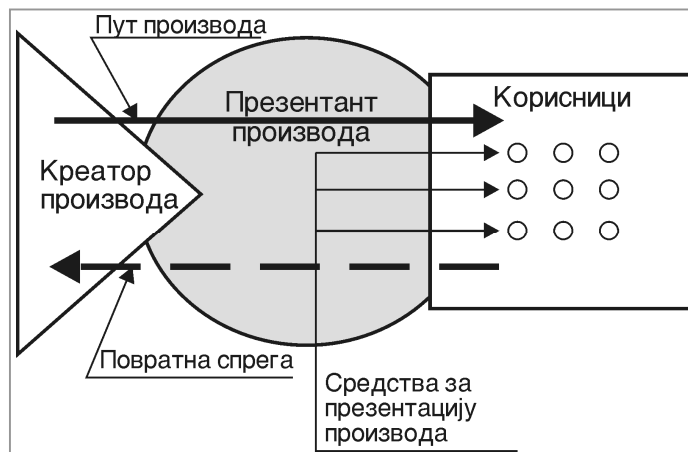 Пут производа
Презентант
производа
Корисници
Креатор
производа
Повратна спрега
Средства за
презентацију
производа